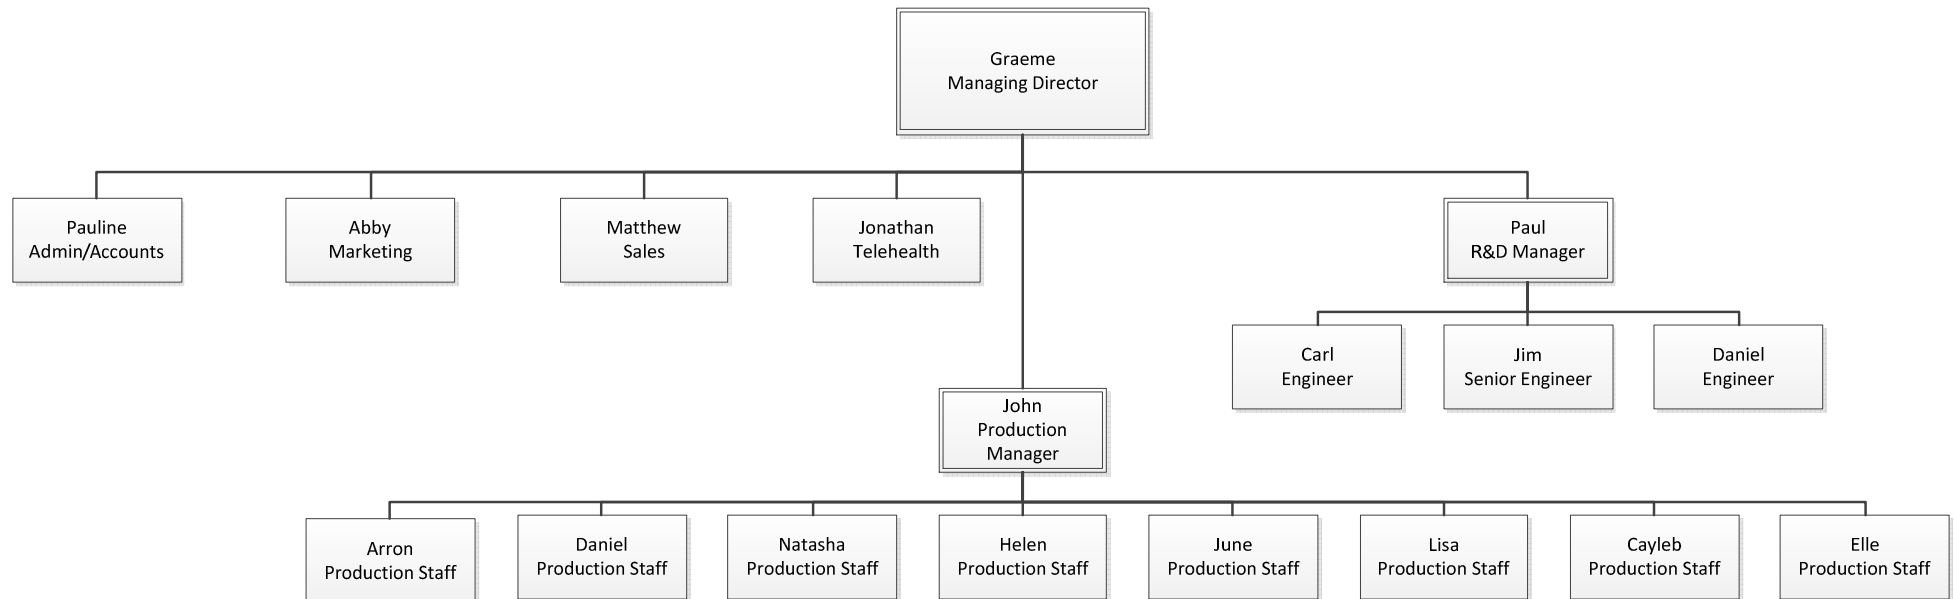 Graeme
Managing Director
Pauline
Admin/Accounts
Abby
Marketing
Matthew
Sales
Jonathan
Telehealth
Paul
R&D Manager
Carl
Engineer
Jim
Senior Engineer
Daniel
Engineer
John
Production
Manager
Arron
Production Staff
Daniel
Production Staff
Natasha
Production Staff
Helen
Production Staff
June
Production Staff
Lisa
Production Staff
Cayleb
Production Staff
Elle
Production Staff